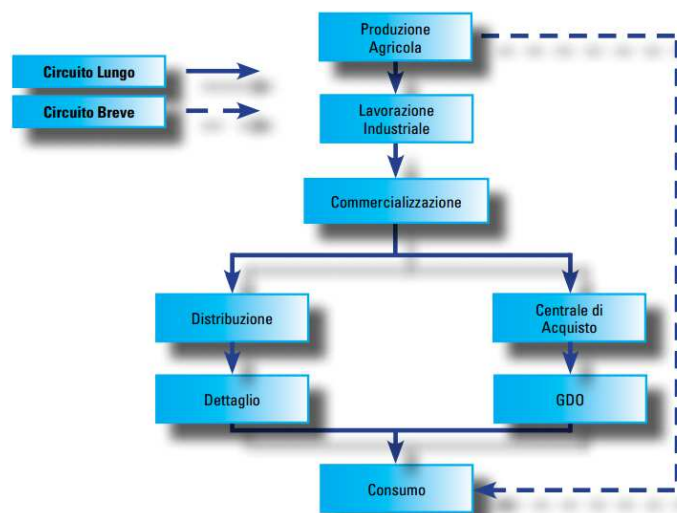 Produzione
Agricola
Circuito Lungo
Circuito Breve
Lavorazione
Industriale
Commercializzazione
Distribuzione
Centrale di
Acquisto
Dettaglio
GDO
Consumo